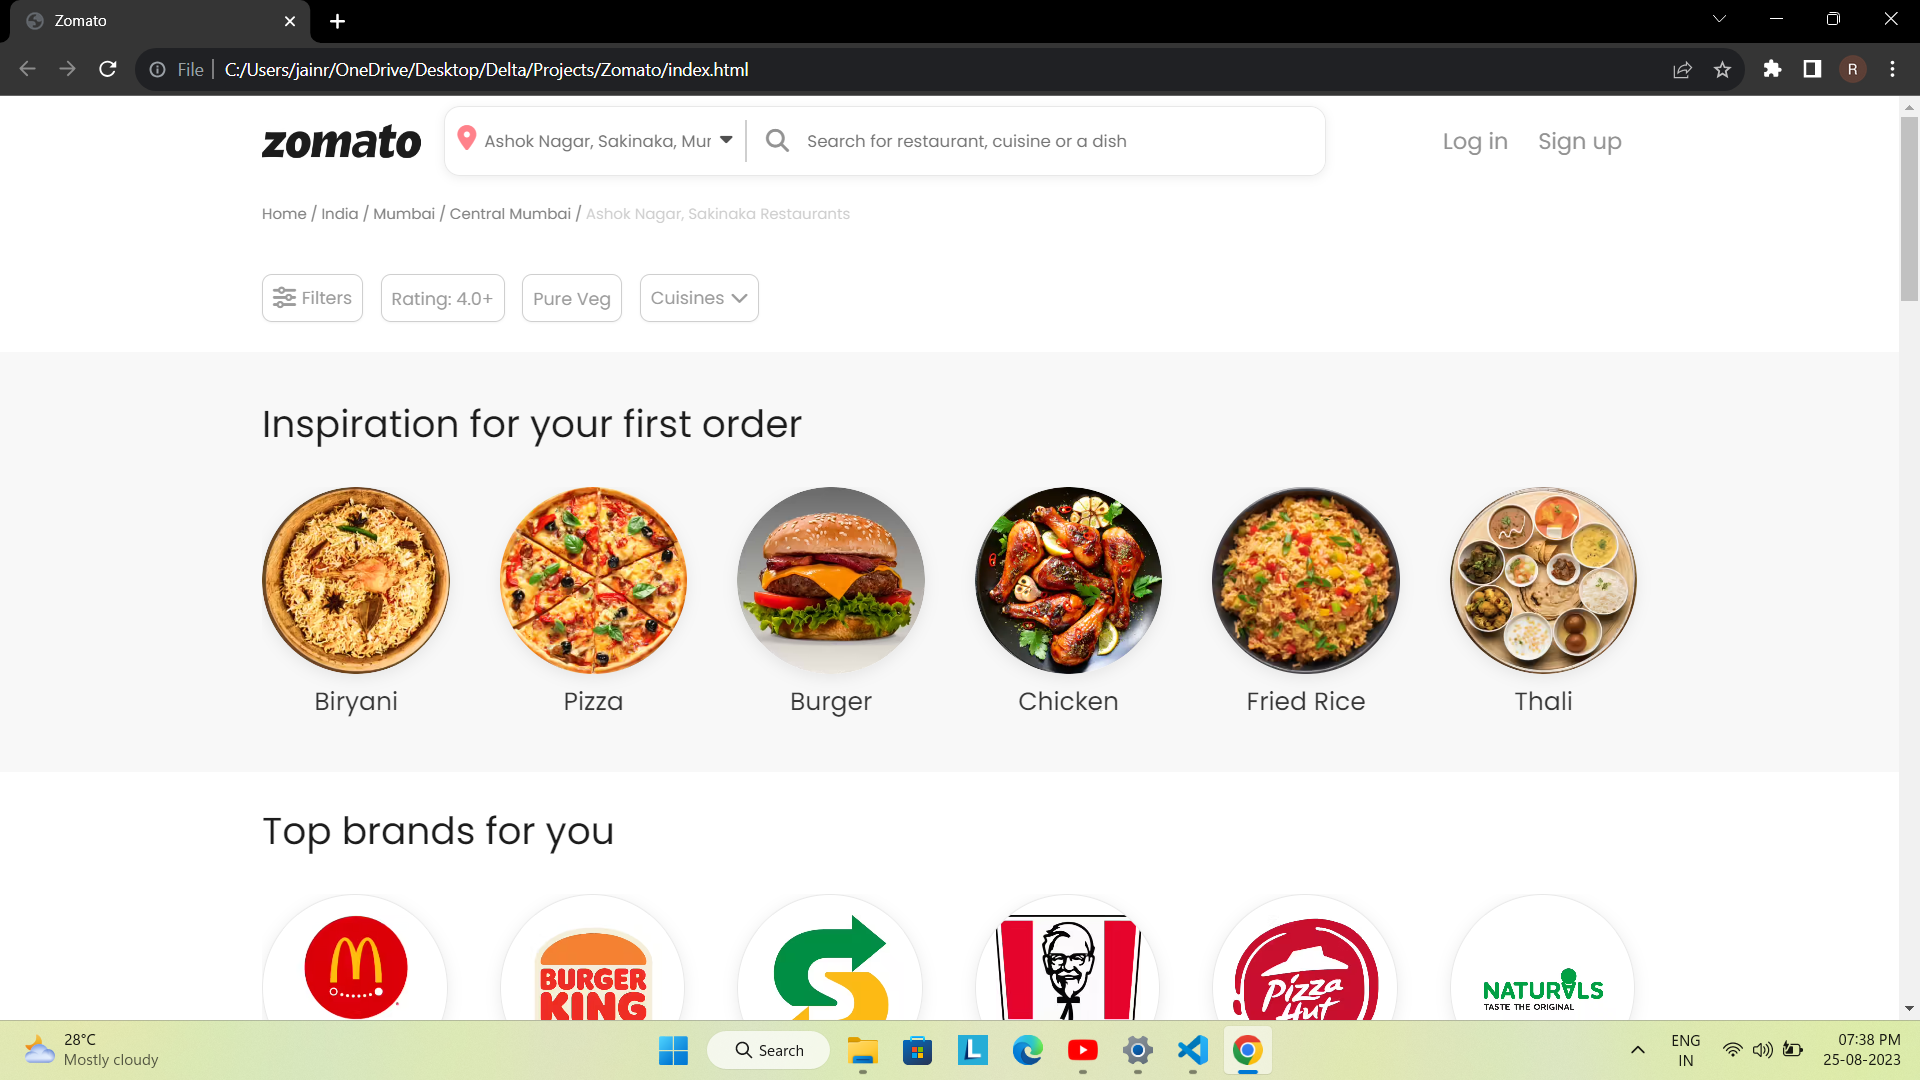 Zomato
File
C:/Users/jainr/OneDrive/Desktop/Delta/Projects/Zomato/index.html
R
zomato
Ashok Nagar, Sakinaka, Mur
Search for restaurant, cuisine or a dish
Log in
Sign up
Home / India / Mumbai / Central Mumbai / Ashok Nagar, Sakinaka Restaurants
Filters
Rating: 4.0+
Pure Veg
Cuisines
Inspiration for your first order
Biryani
Pizza
Burger
Chicken
Fried Rice
Thali
Top brands for you
BURGER
KING
Pizza
Hut
NATURALS
TASTE THE ORIGINAL
28°C
Mostly cloudy
Search
L
ENG
IN
07:38 PM
25-08-2023